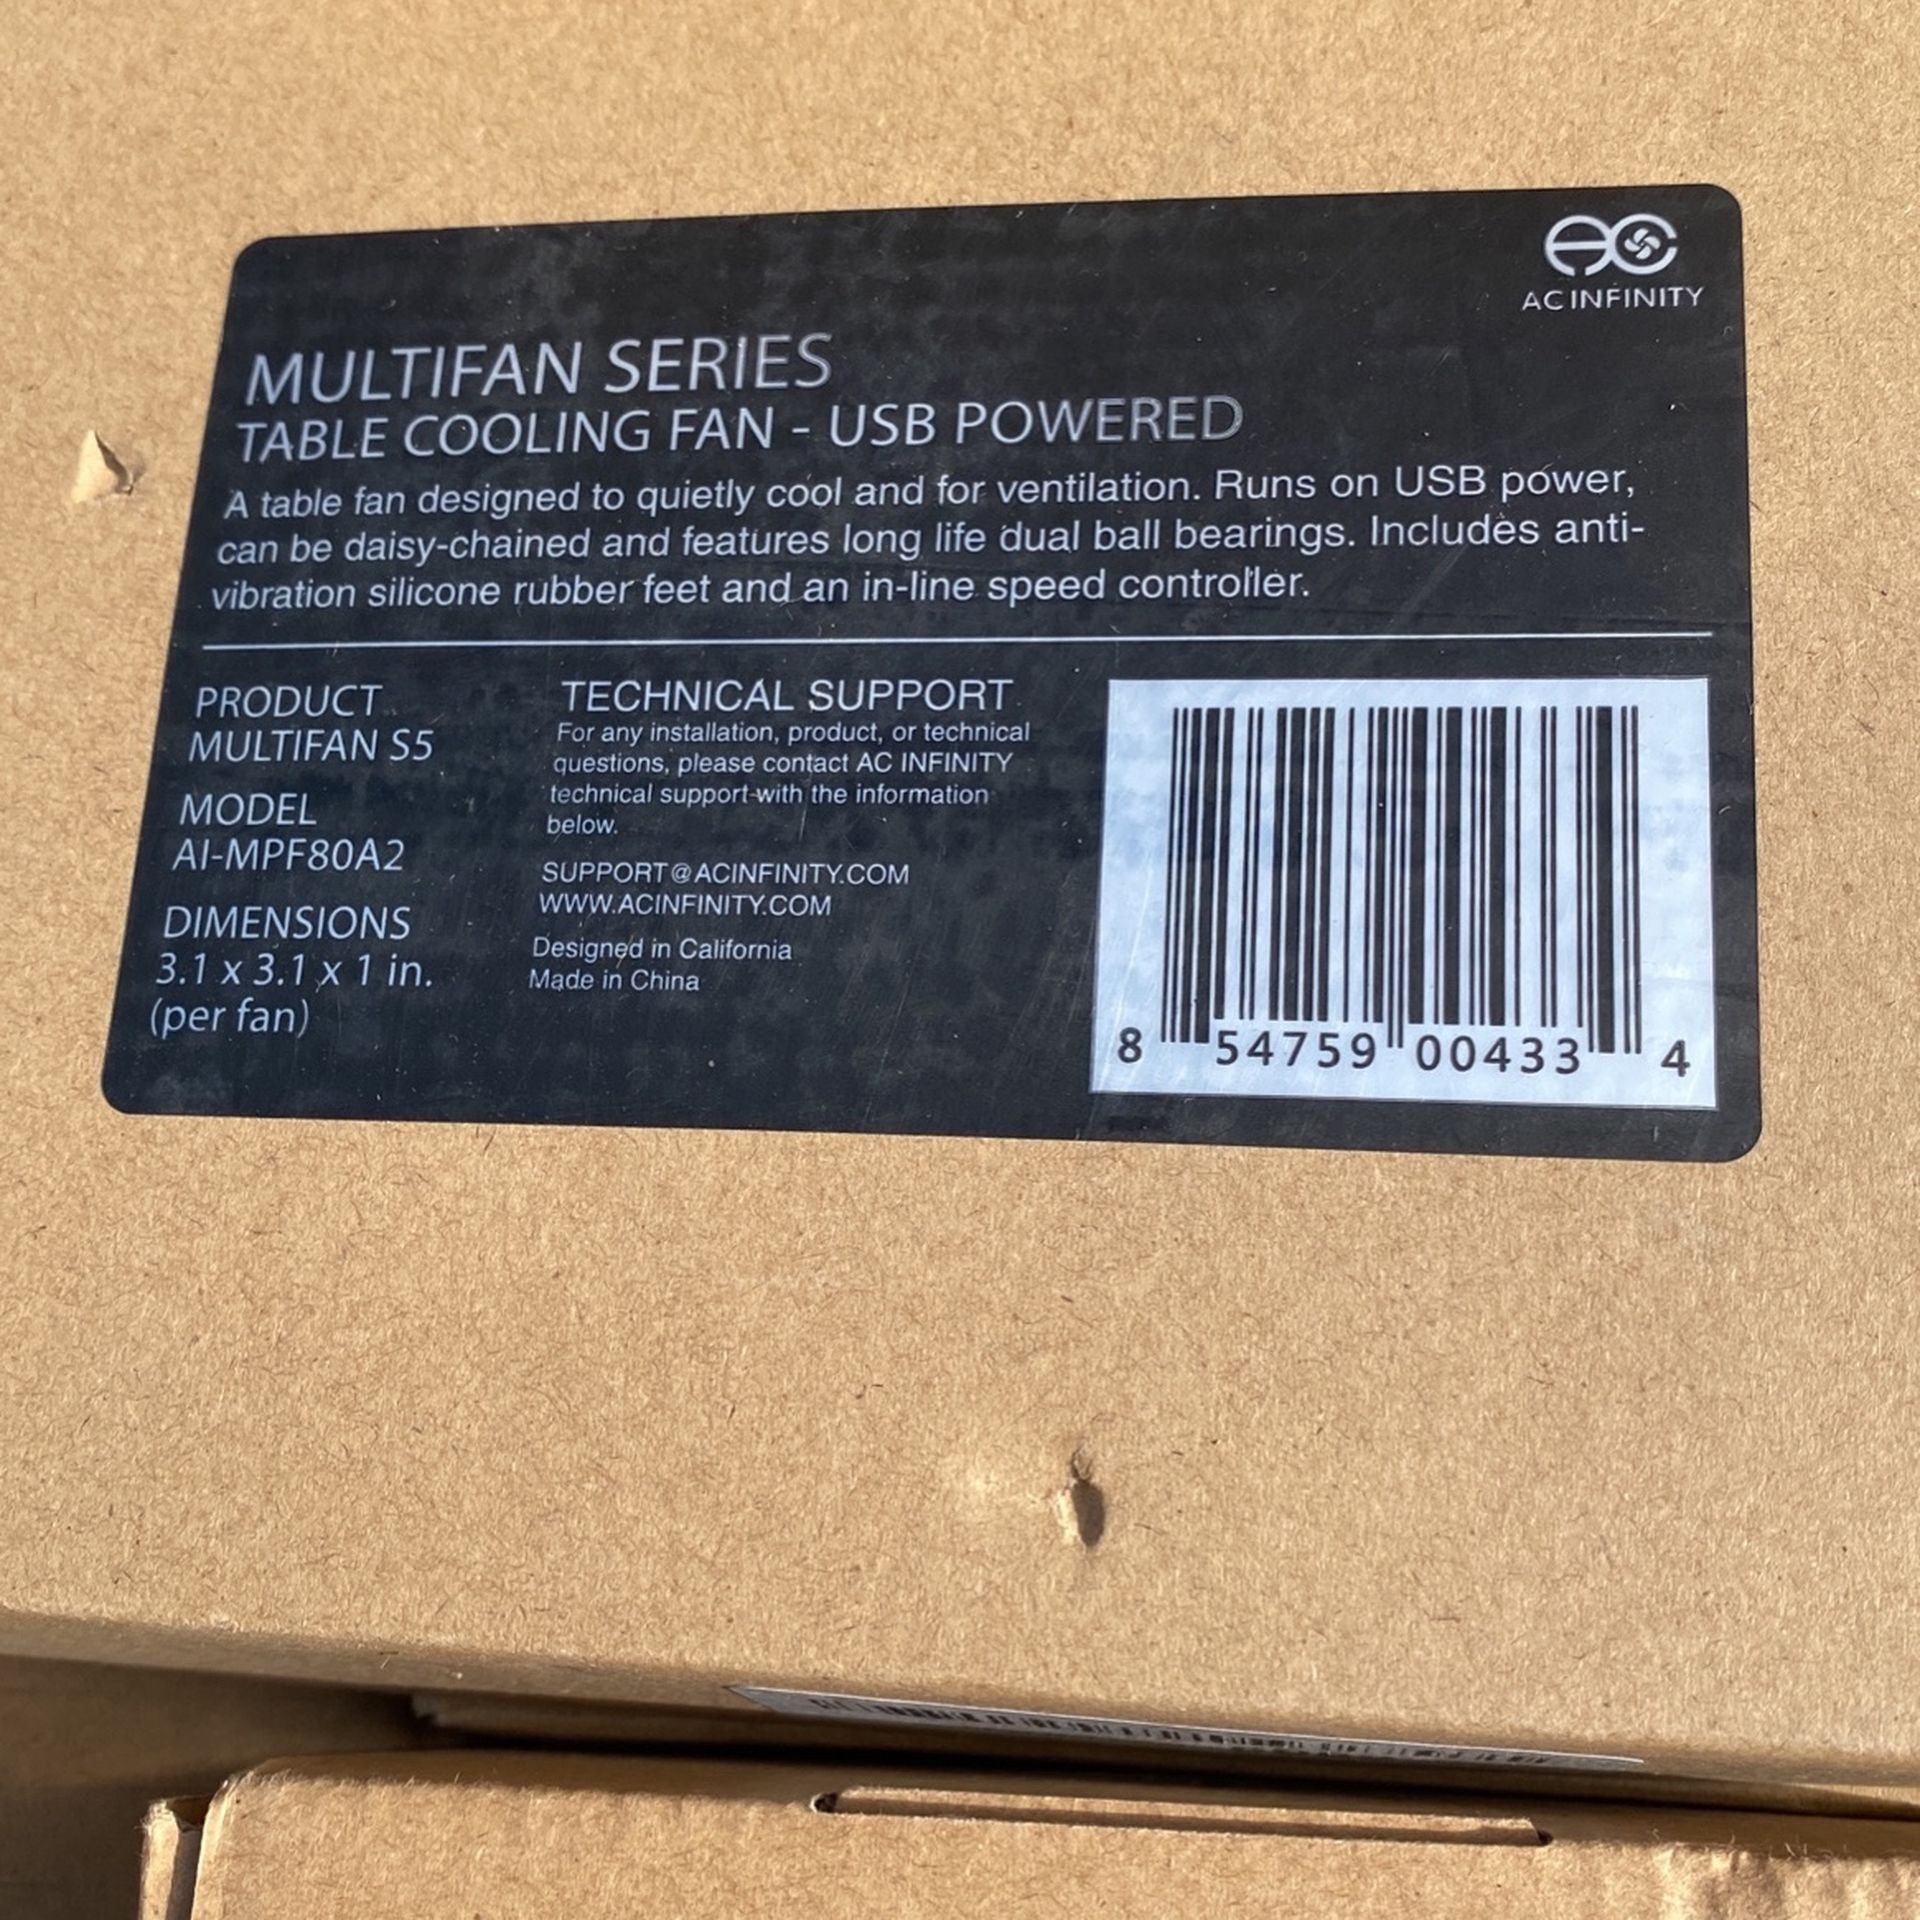 AC INFINITY
MULTIFAN SERIES
TABLE COOLING FAN - USB POWERED
A table fan designed to quietly cool and for ventilation. Runs on USB power,
can be daisy-chained and features long life dual ball bearings. Includes anti-
vibration silicone rubber feet and an in-line speed controller.
PRODUCT
MULTIFAN S5
MODEL
AI-MPF80A2
DIMENSIONS
3.1 x 3.1 x 1 in.
(per fan)
TECHNICAL SUPPORT
For any installation, product, or technical
questions, please contact AC INFINITY
technical support with the information
below.
SUPPORT@ACINFINITY.COM
WWW.ACINFINITY.COM
Designed in California
Made in China
8 54759 00433 4